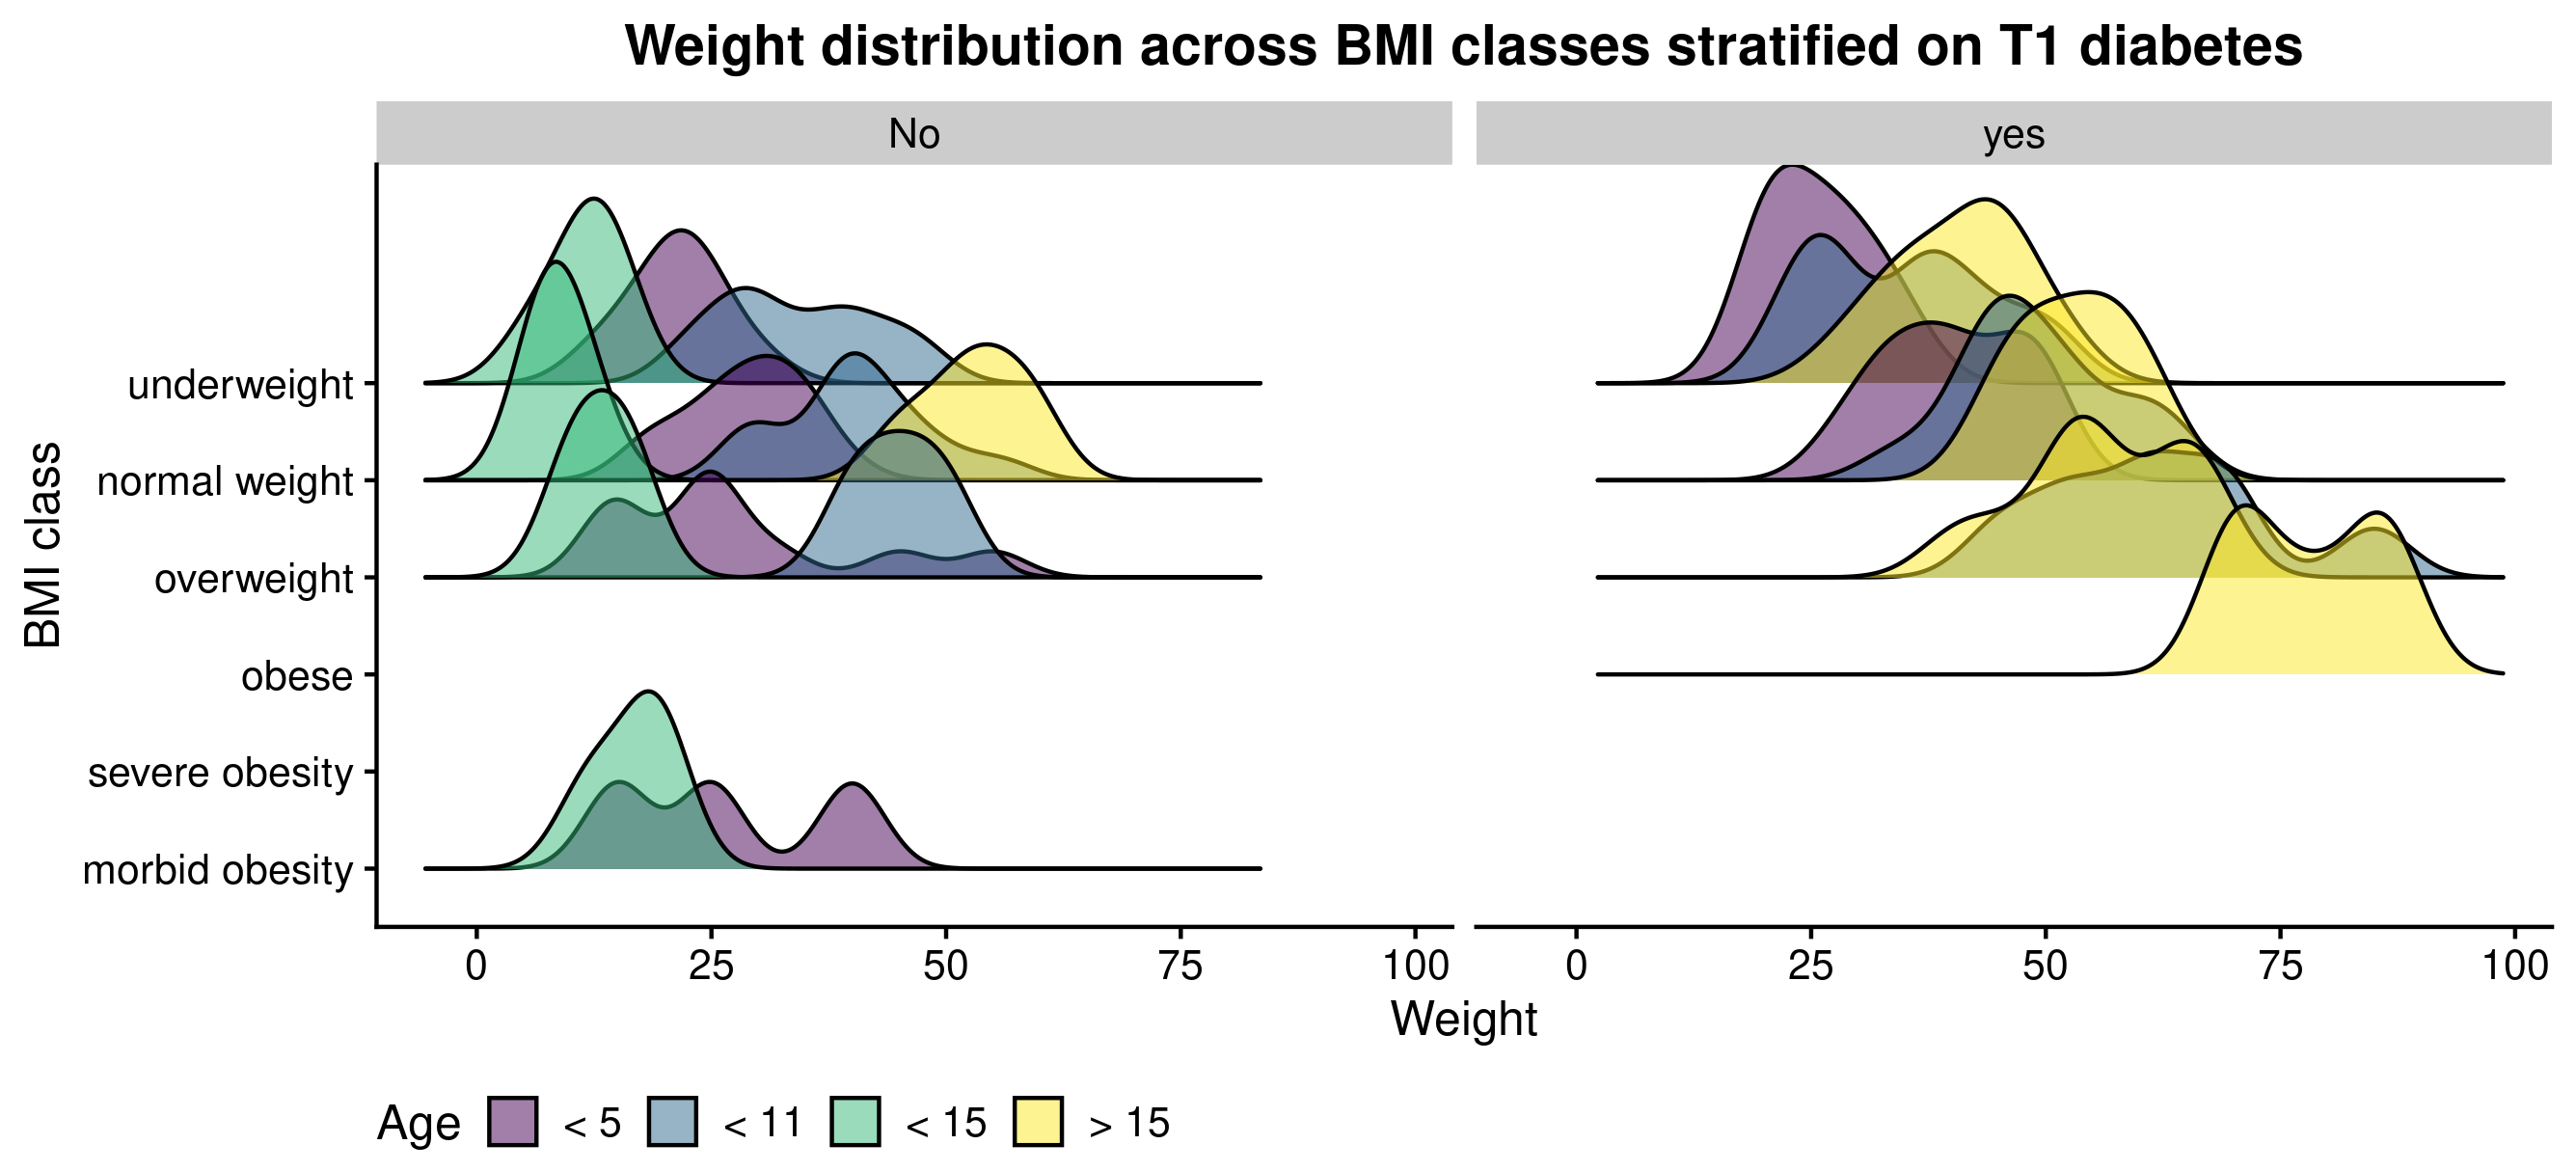 Weight distribution across BMI classes stratified on T1 diabetes
No
yes
BMI class
underweight
normal weight
overweight
obese
severe obesity
morbid obesity
0 25 50 75 100
0 25 50 75 100
Weight
Age < 5 < 11 < 15 > 15